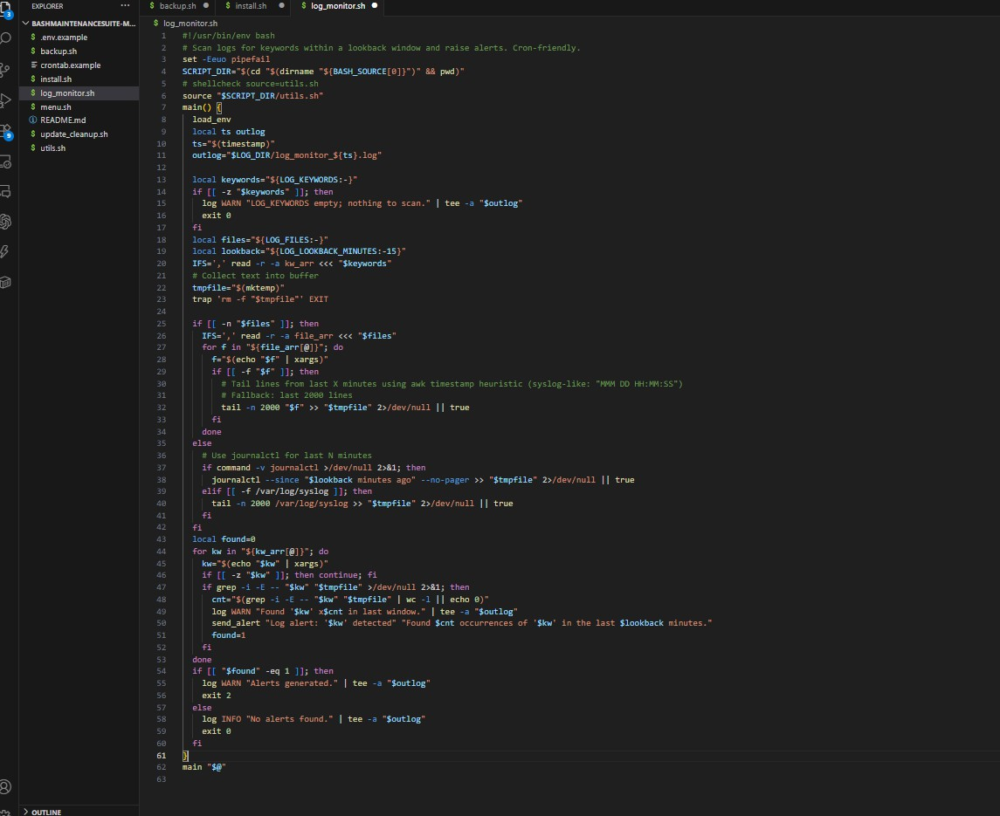 EXPLORER
···
BASHMAINTENANCESUITE-M...
$ .env.example
$ backup.sh
crontab.example
$ install.sh
$ log_monitor.sh
$ menu.sh
README.md
$ update_cleanup.sh
$ utils.sh
OUTLINE
3
9
$ backup.sh
$ install.sh
$ log_monitor.sh
$ log_monitor.sh
1 #!/usr/bin/env bash
2 # Scan logs for keywords within a lookback window and raise alerts. Cron-friendly.
3 set -Eeuo pipefail
4 SCRIPT_DIR="$(cd "$(dirname "${BASH_SOURCE[0]}")" && pwd)"
5 # shellcheck source=utils.sh
6 source "$SCRIPT_DIR/utils.sh"
7 main() {
8   load_env
9   local ts outlog
10   ts="$(timestamp)"
11   outlog="$LOG_DIR/log_monitor_${ts}.log"
12
13   local keywords="${LOG_KEYWORDS:-}"
14   if [[ -z "$keywords" ]]; then
15     log WARN "LOG_KEYWORDS empty; nothing to scan." | tee -a "$outlog"
16     exit 0
17   fi
18   local files="${LOG_FILES:-}"
19   local lookback="${LOG_LOOKBACK_MINUTES:-15}"
20   IFS=',' read -r -a kw_arr <<< "$keywords"
21   # Collect text into buffer
22   tmpfile="$(mktemp)"
23   trap 'rm -f "$tmpfile"' EXIT
24
25   if [[ -n "$files" ]]; then
26     IFS=',' read -r -a file_arr <<< "$files"
27     for f in "${file_arr[@]}"; do
28       f="$(echo "$f" | xargs)"
29       if [[ -f "$f" ]]; then
30         # Tail lines from last X minutes using awk timestamp heuristic (syslog-like: "MMM DD HH:MM:SS")
31         # Fallback: last 2000 lines
32         tail -n 2000 "$f" >> "$tmpfile" 2>/dev/null || true
33       fi
34     done
35   else
36     # Use journalctl for last N minutes
37     if command -v journalctl >/dev/null 2>&1; then
38       journalctl --since "$lookback minutes ago" --no-pager >> "$tmpfile" 2>/dev/null || true
39     elif [[ -f /var/log/syslog ]]; then
40       tail -n 2000 /var/log/syslog >> "$tmpfile" 2>/dev/null || true
41     fi
42   fi
43   local found=0
44   for kw in "${kw_arr[@]}"; do
45     kw="$(echo "$kw" | xargs)"
46     if [[ -z "$kw" ]]; then continue; fi
47     if grep -i -E -- "$kw" "$tmpfile" >/dev/null 2>&1; then
48       cnt="$(grep -i -E -- "$kw" "$tmpfile" | wc -l || echo 0)"
49       log WARN "Found '$kw' x$cnt in last window." | tee -a "$outlog"
50       send_alert "Log alert: '$kw' detected" "Found $cnt occurrences of '$kw' in the last $lookback minutes."
51       found=1
52     fi
53   done
54   if [[ "$found" -eq 1 ]]; then
55     log WARN "Alerts generated." | tee -a "$outlog"
56     exit 2
57   else
58     log INFO "No alerts found." | tee -a "$outlog"
59     exit 0
60   fi
61 }
62 main "$@"
63